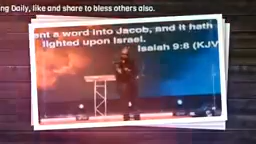 ng Daily, like and share to bless others also.
ent a word into Jacob, and it hath
lighted upon Israel.
Isaiah 9:8 (KJV